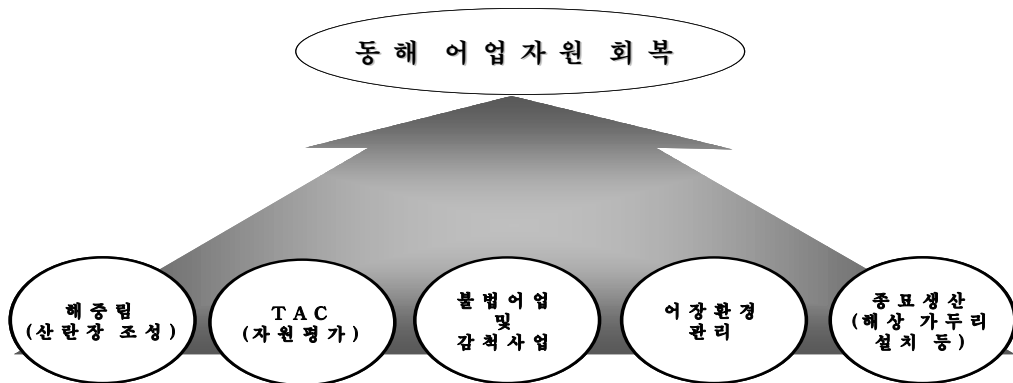 동해 어업자원 회복
해중림
(산란장 조성)
TAC
(자원평가)
불법어업
및
감척사업
어장환경
관리
종묘생산
(해상 가두리
설치 등)